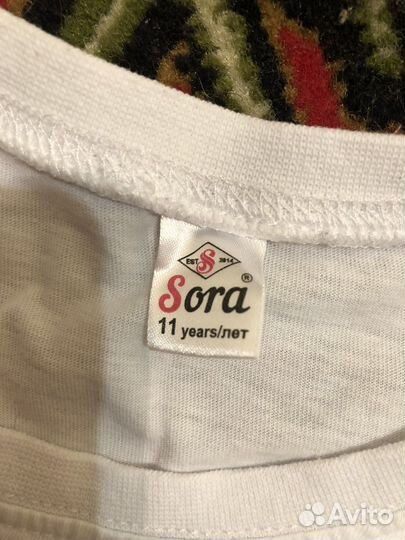 EST. 2014
Sora®
11 years/лет
Avito